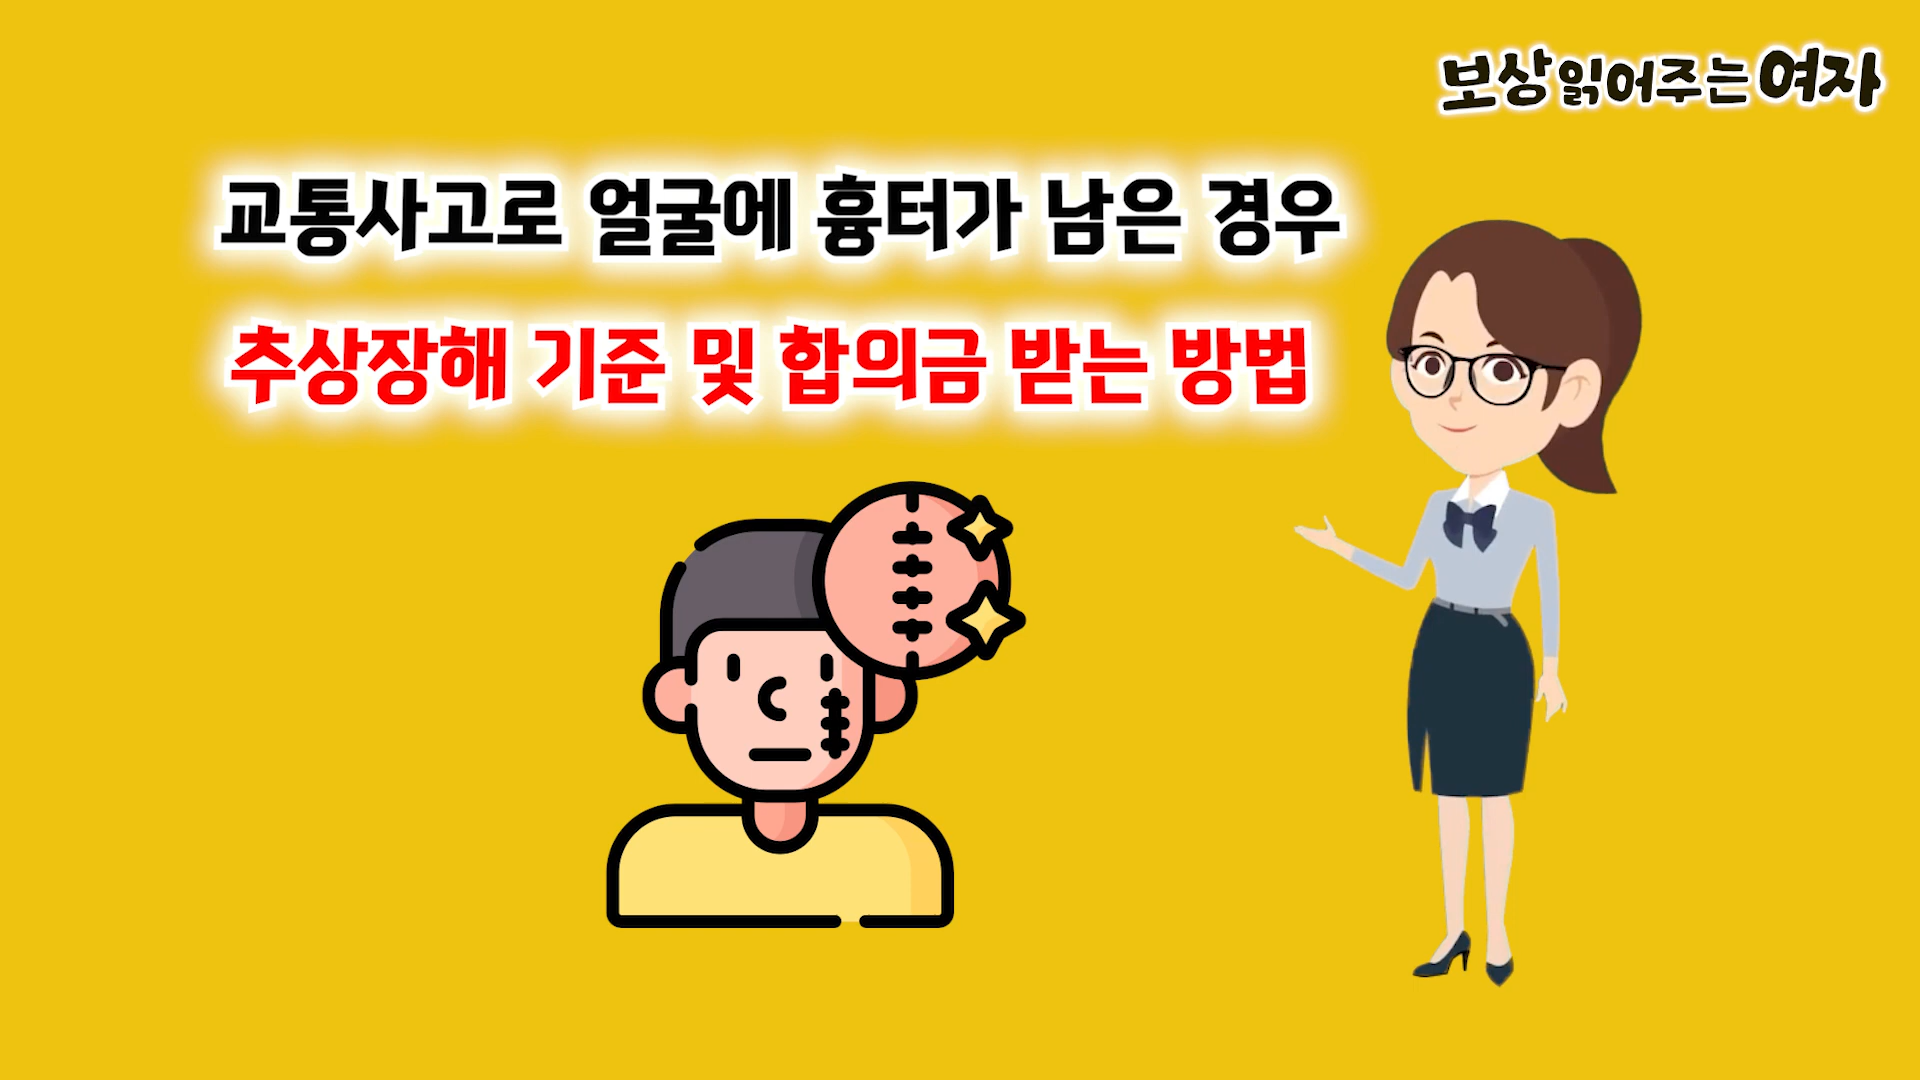 보상읽어주는여자
교통사고로 얼굴에 흉터가 남은 경우
추상장해 기준 및 합의금 받는 방법